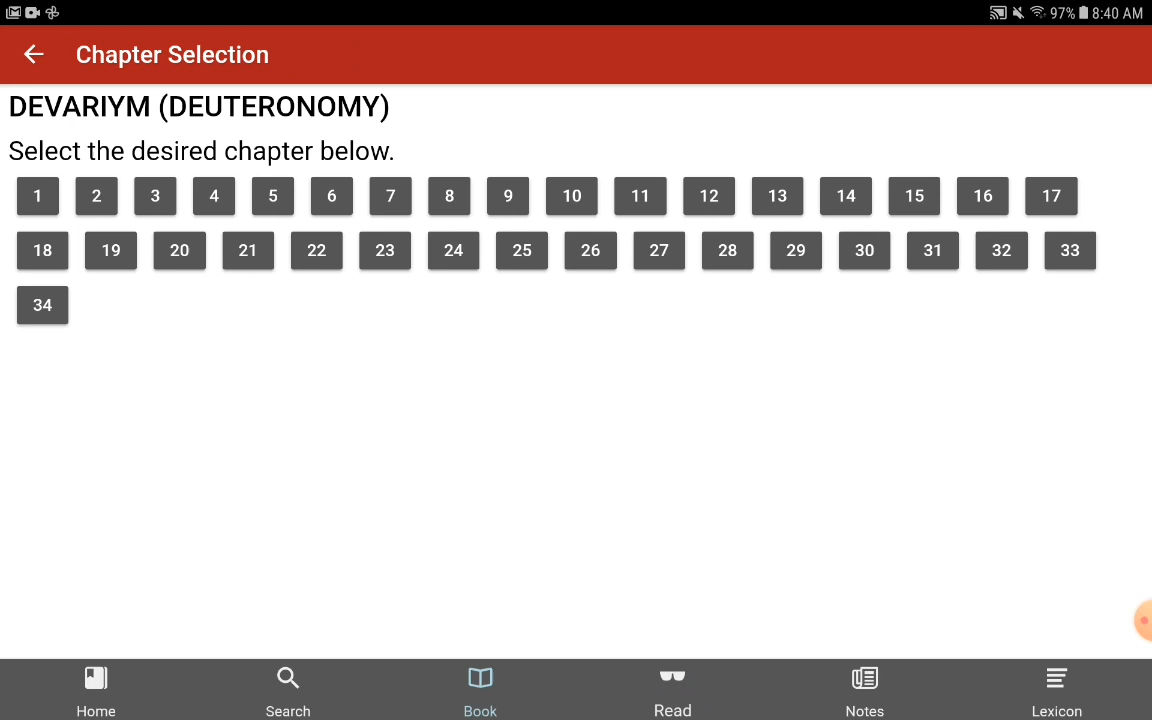 97% 8:40 AM
Chapter Selection
DEVARIYM (DEUTERONOMY)
Select the desired chapter below.
1 2 3 4 5 6 7 8 9 10 11 12 13 14 15 16 17
18 19 20 21 22 23 24 25 26 27 28 29 30 31 32 33
34
Home Search Book Read Notes Lexicon